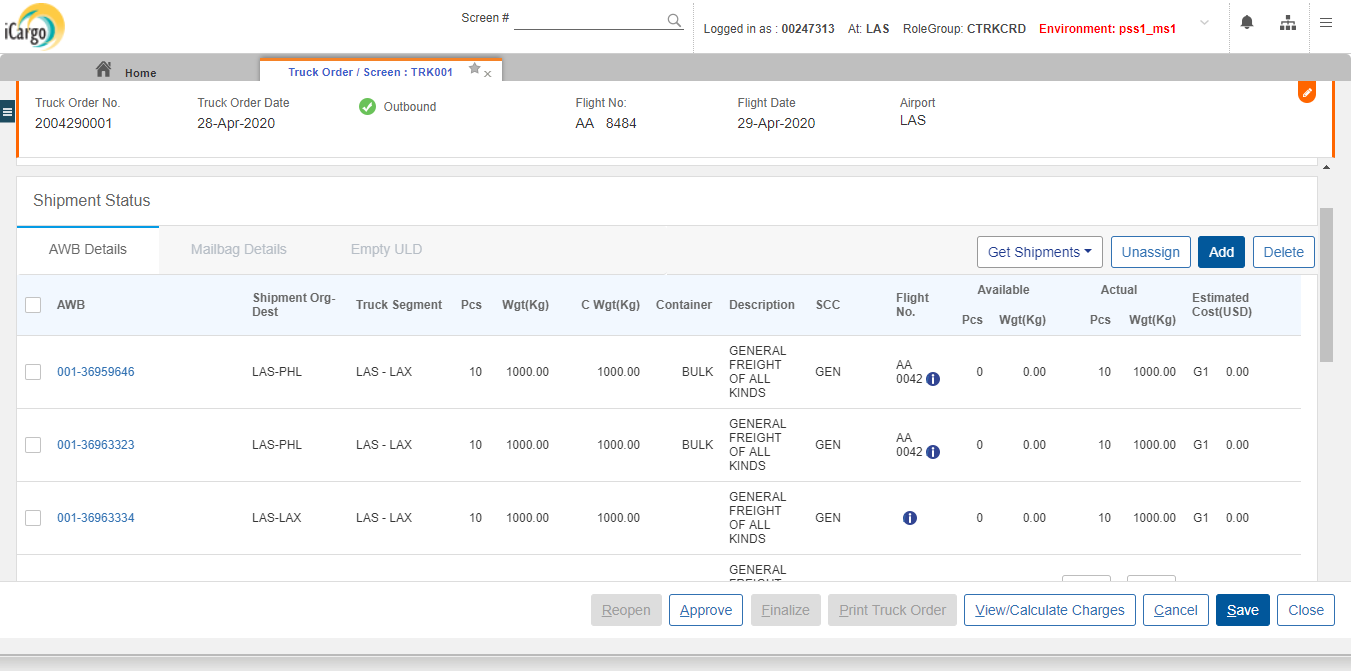 iCargo
Screen #
Logged in as : 00247313 At: LAS RoleGroup: CTRKCRD Environment: pss1_ms1
Home
Truck Order / Screen : TRK001
Truck Order No. Truck Order Date Outbound Flight No: Flight Date Airport
2004290001 28-Apr-2020 AA 8484 29-Apr-2020 LAS
Shipment Status
AWB Details Mailbag Details Empty ULD Get Shipments Unassign Add Delete
AWB Shipment Org- Dest Truck Segment Pcs Wgt(Kg) C Wgt(Kg) Container Description SCC Flight No. Available Pcs Wgt(Kg) Actual Pcs Wgt(Kg) Estimated Cost(USD)
001-36959646 LAS-PHL LAS - LAX 10 1000.00 1000.00 BULK GENERAL FREIGHT OF ALL KINDS GEN AA 0042 0 0.00 10 1000.00 G1 0.00
001-36963323 LAS-PHL LAS - LAX 10 1000.00 1000.00 BULK GENERAL FREIGHT OF ALL KINDS GEN AA 0042 0 0.00 10 1000.00 G1 0.00
001-36963334 LAS-LAX LAS - LAX 10 1000.00 1000.00 GENERAL FREIGHT OF ALL KINDS GEN 0 0.00 10 1000.00 G1 0.00
GENERAL
FREIGHT
Reopen Approve Finalize Print Truck Order View/Calculate Charges Cancel Save Close